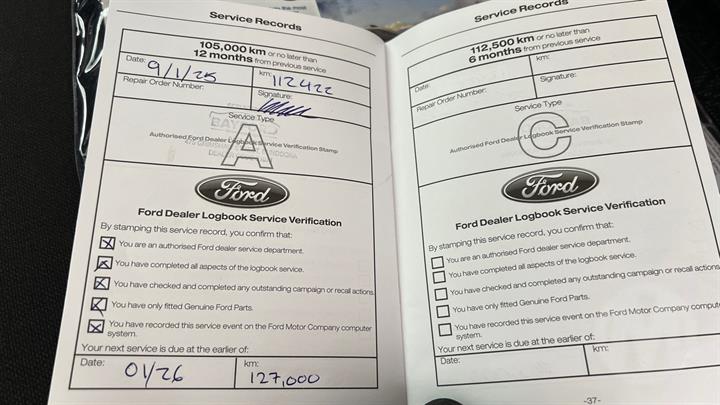 Service Records
105,000 km or no later than
12 months from previous service
Date: 9/1/25
km: 112422
Repair Order Number:
Signature:
Service Type
A
Authorised Ford Dealer Logbook Service Verification Stamp
Ford
Ford Dealer Logbook Service Verification
By stamping this service record, you confirm that:
You are an authorised Ford dealer service department.
You have completed all aspects of the logbook service.
You have checked and completed any outstanding campaign or recall actions.
You have only fitted Genuine Ford Parts.
You have recorded this service event on the Ford Motor Company computer
system.
Your next service is due at the earlier of:
Date: 01/26
km: 127,000
Service Records
112,500 km or no later than
6 months from previous service
Date:
km:
Repair Order Number:
Signature:
Service Type
C
Authorised Ford Dealer Logbook Service Verification Stamp
Ford
Ford Dealer Logbook Service Verification
By stamping this service record, you confirm that:
You are an authorised Ford dealer service department.
You have completed all aspects of the logbook service.
You have checked and completed any outstanding campaign or recall actions
You have only fitted Genuine Ford Parts.
You have recorded this service event on the Ford Motor Company
system.
Your next service is due at the earlier of:
Date:
km:
-37-